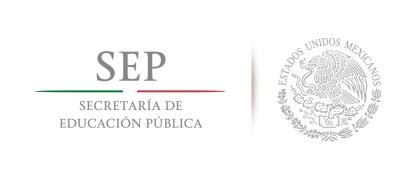 SEP
SECRETARÍA DE
EDUCACIÓN PÚBLICA
ESTADOS UNIDOS MEXICANOS